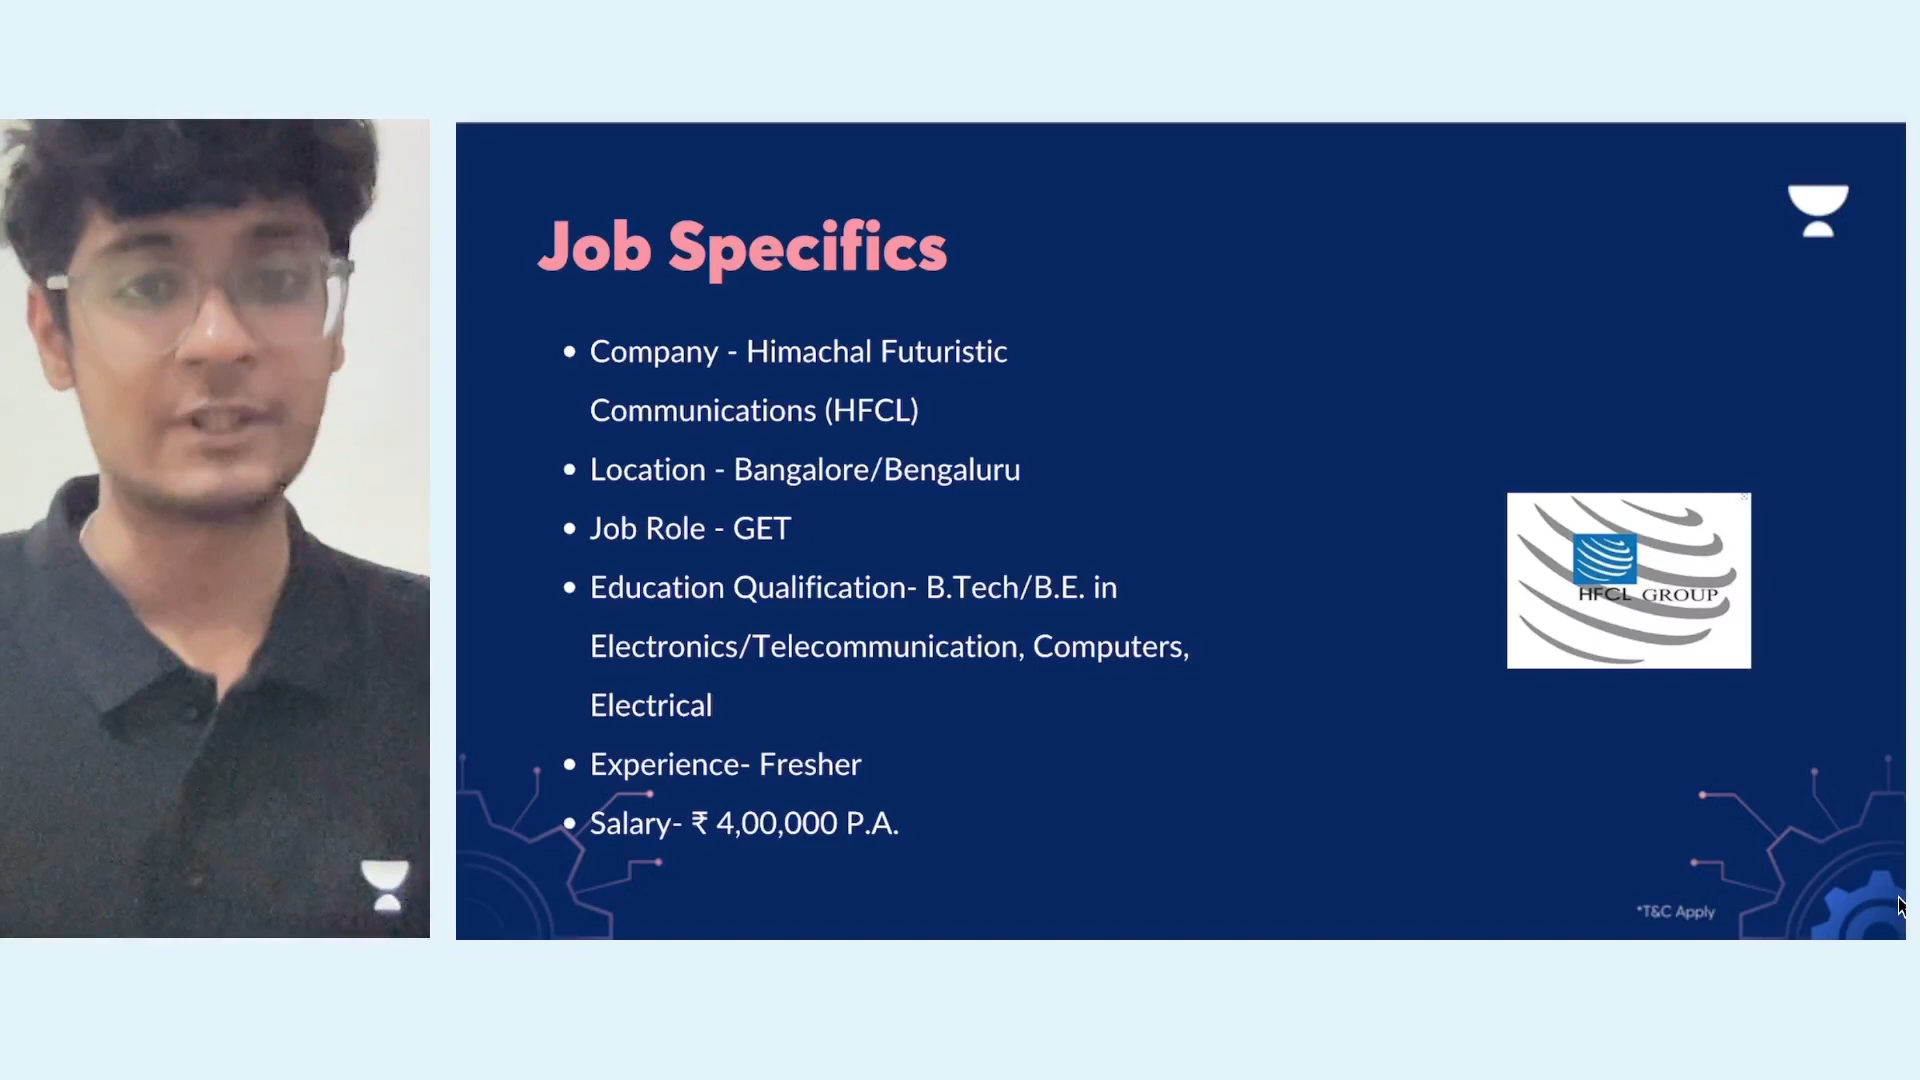 Job Specifics
• Company - Himachal Futuristic
Communications (HFCL)
• Location - Bangalore/Bengaluru
• Job Role - GET
• Education Qualification- B.Tech/B.E. in
Electronics/Telecommunication, Computers,
Electrical
• Experience- Fresher
• Salary- ₹ 4,00,000 P.A.
HFCL GROUP
*T&C Apply